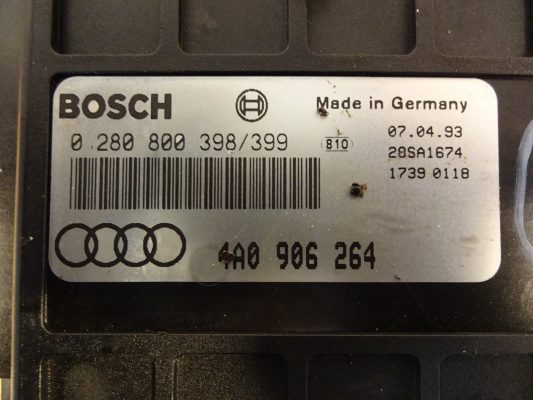 BOSCH
Made in Germany
0 280 800 398/399
810
07.04.93
28SA1674
1739 0118
4A0 906 264